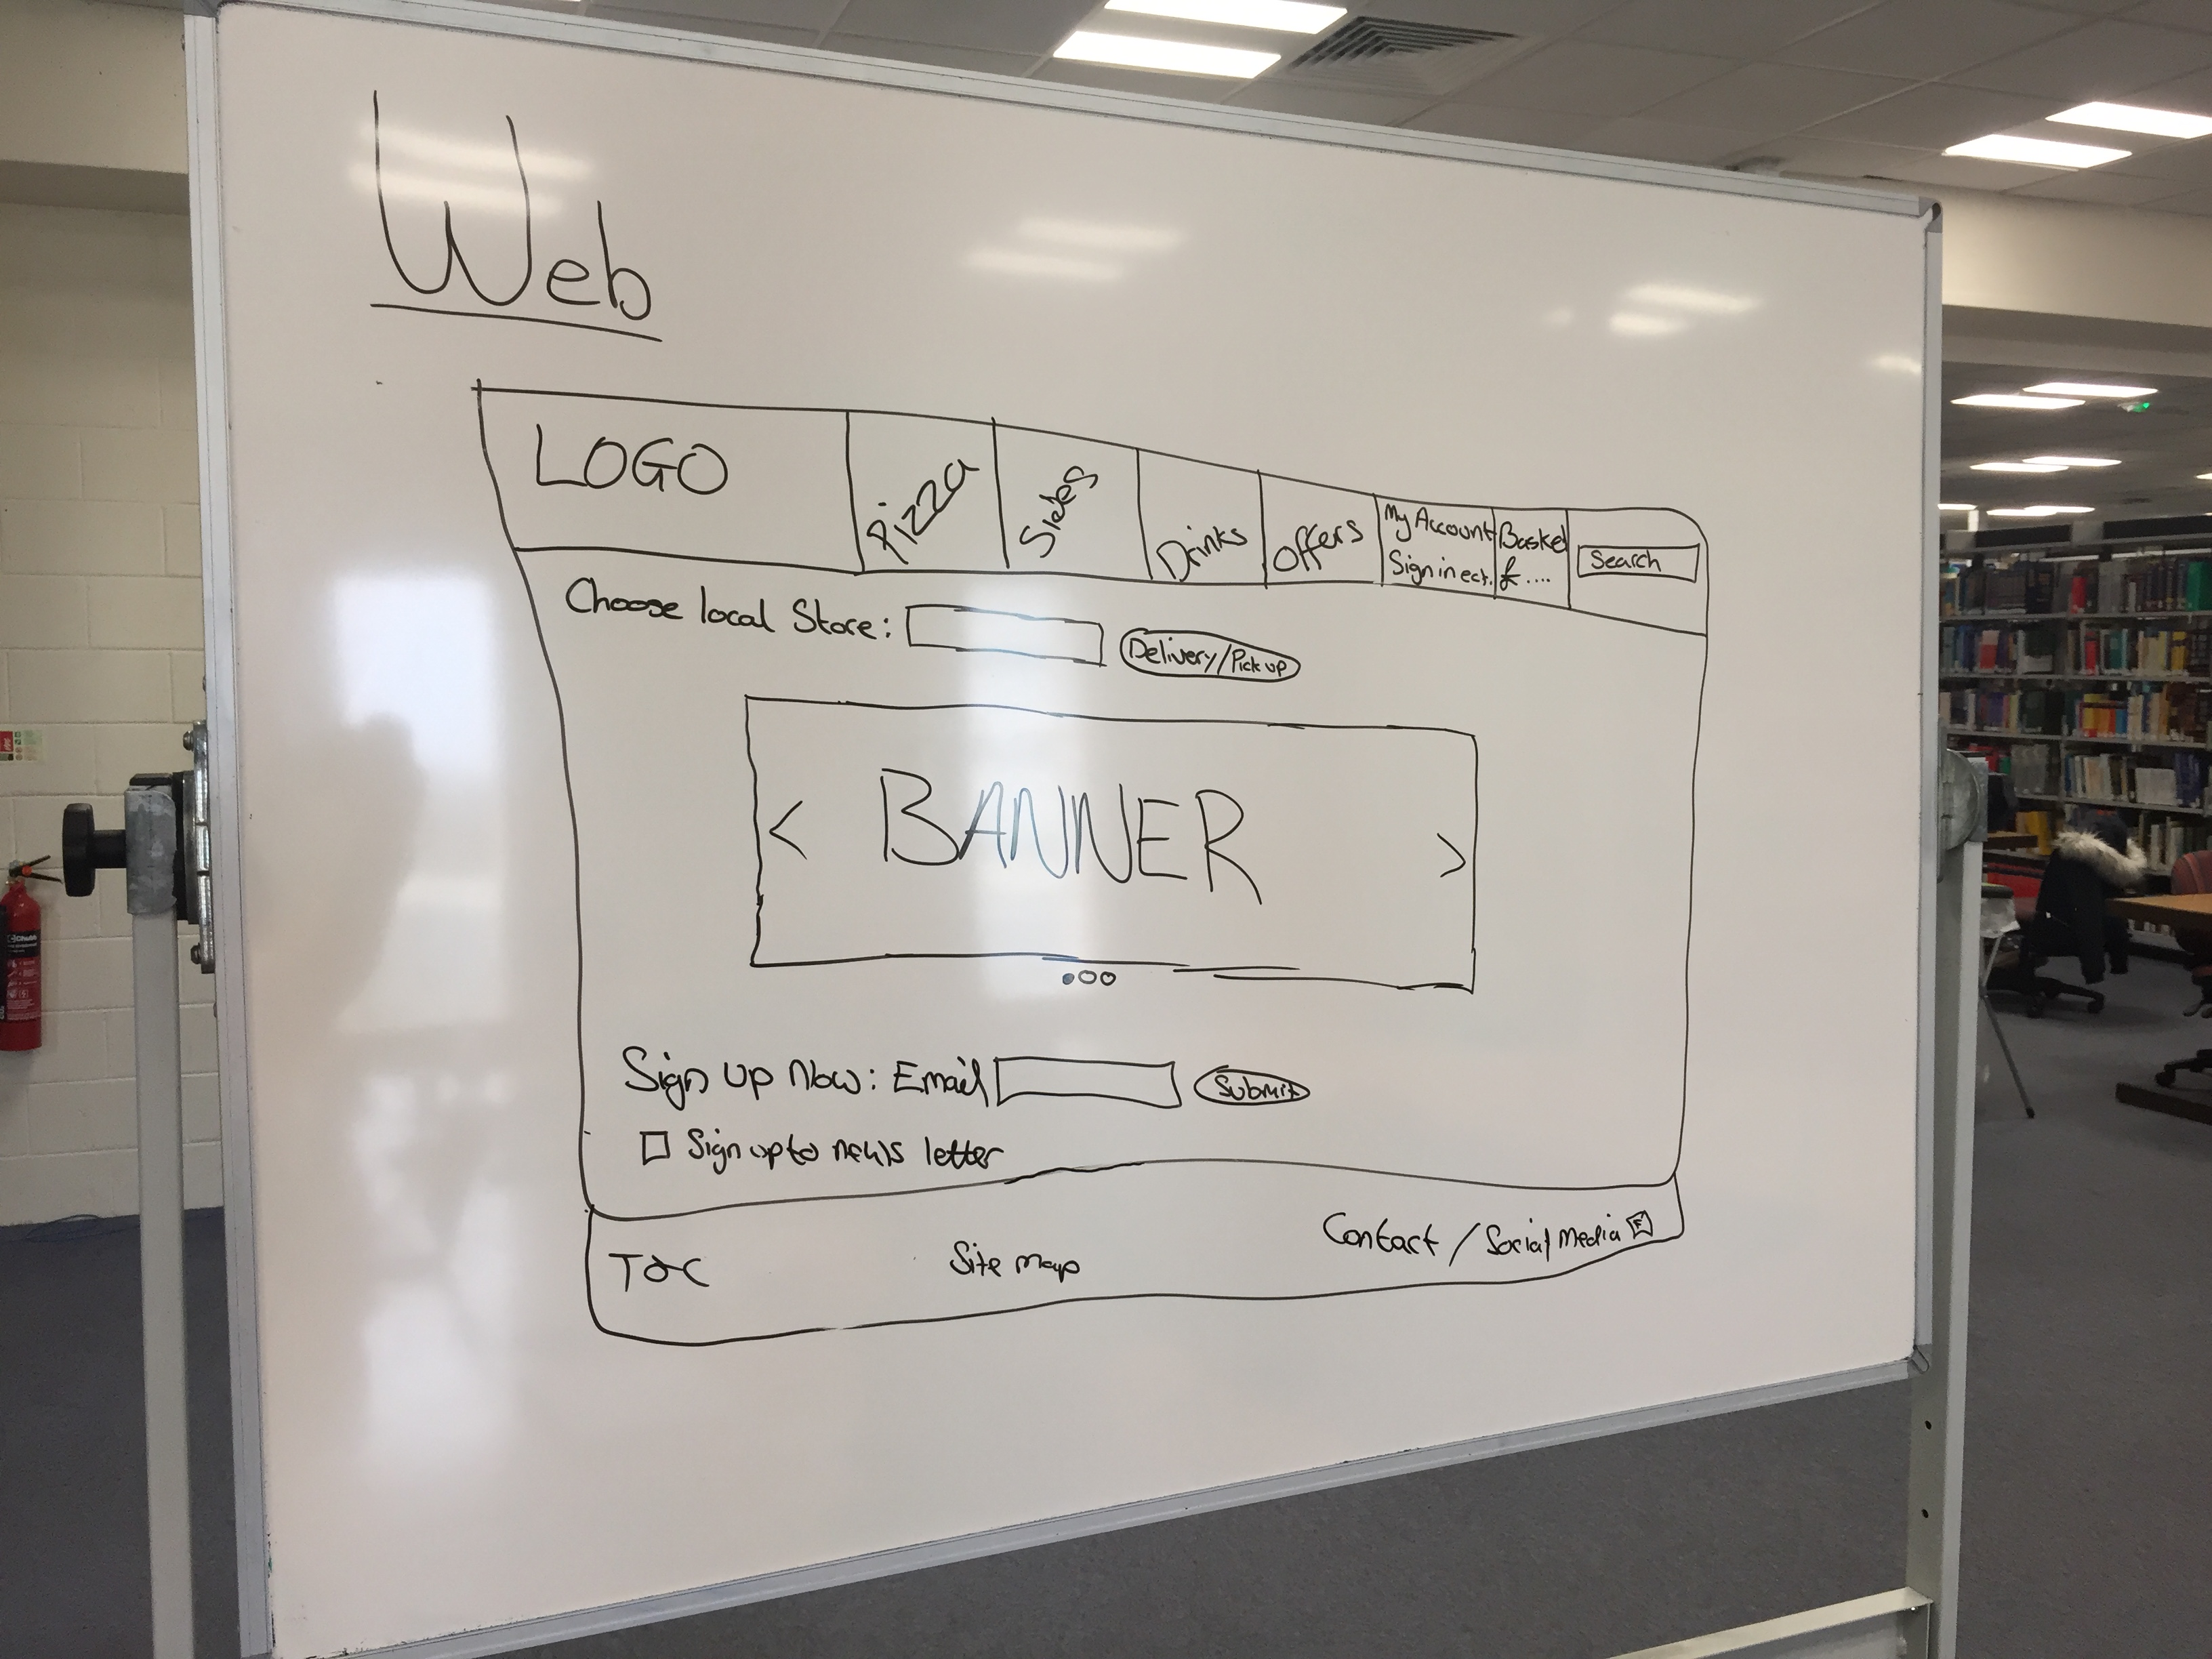 Web
LOGO
Pizza
Sides
Drinks
Offers
My Account
Sign in ect.
Basket
£....
Search
Choose local Store:
Delivery/Pick up
< BANNER >
Sign up Now: Email
Submit
Sign up to news letter
T&C
Site map
Contact / Social Media F
Chubb